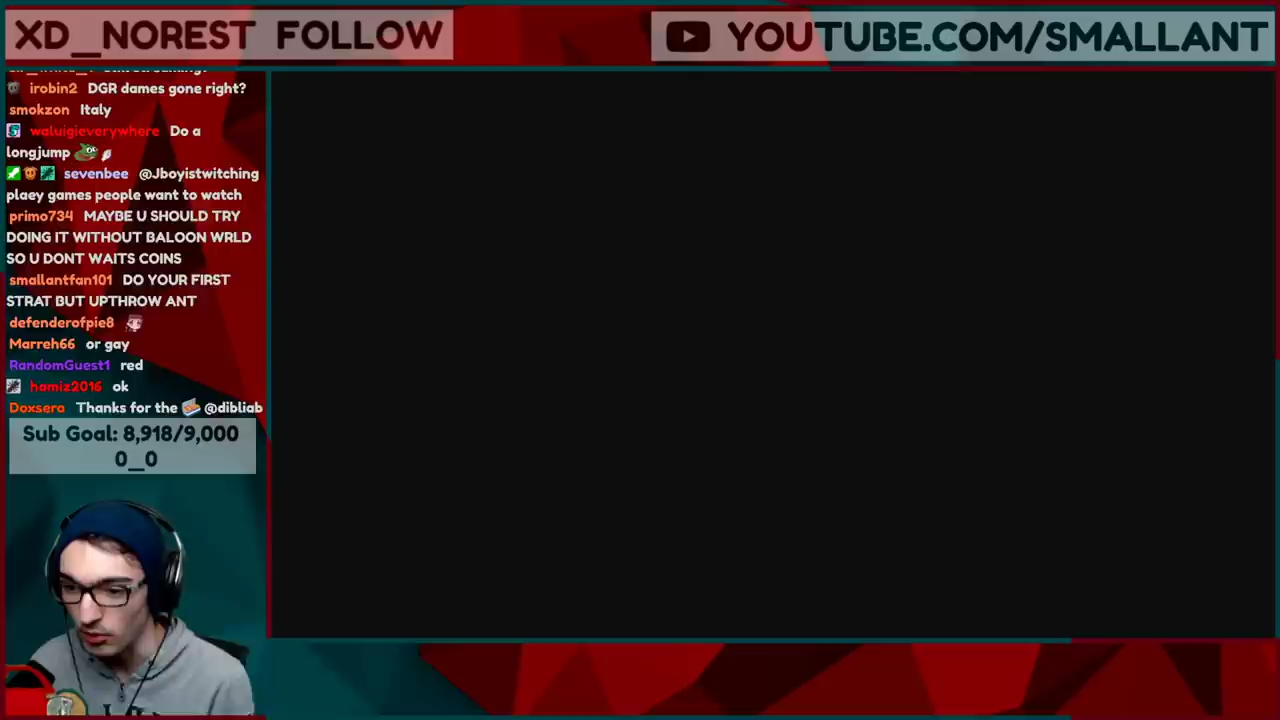 XD_NOREST FOLLOW
YOUTUBE.COM/SMALLANT
irobin2 DGR dames gone right?
smokzon Italy
waluigieverywhere Do a
longjump
sevenbee @Jboyistwitching
plaey games people want to watch
primo734 MAYBE U SHOULD TRY
DOING IT WITHOUT BALOON WRLD
SO U DONT WAITS COINS
smallantfan101 DO YOUR FIRST
STRAT BUT UPTHROW ANT
defenderofpie8
Marreh66 or gay
RandomGuest1 red
hamiz2016 ok
Doxsera Thanks for the @dibliab
Sub Goal: 8,918/9,000
0_0